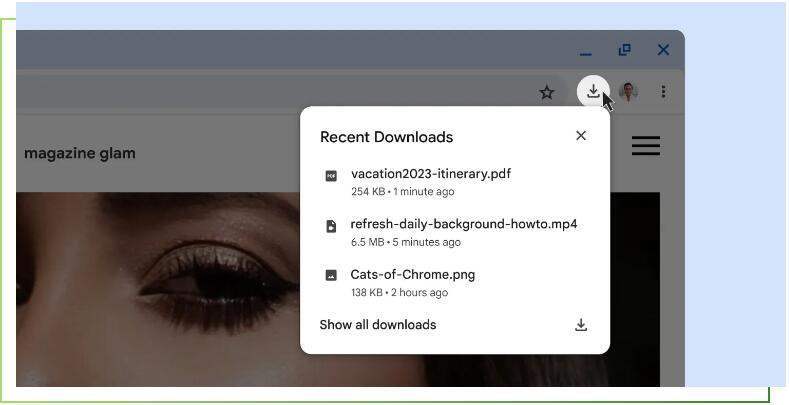 magazine glam
Recent Downloads
PDF
vacation2023-itinerary.pdf
254 KB • 1 minute ago
refresh-daily-background-howto.mp4
6.5 MB • 5 minutes ago
Cats-of-Chrome.png
138 KB • 2 hours ago
Show all downloads